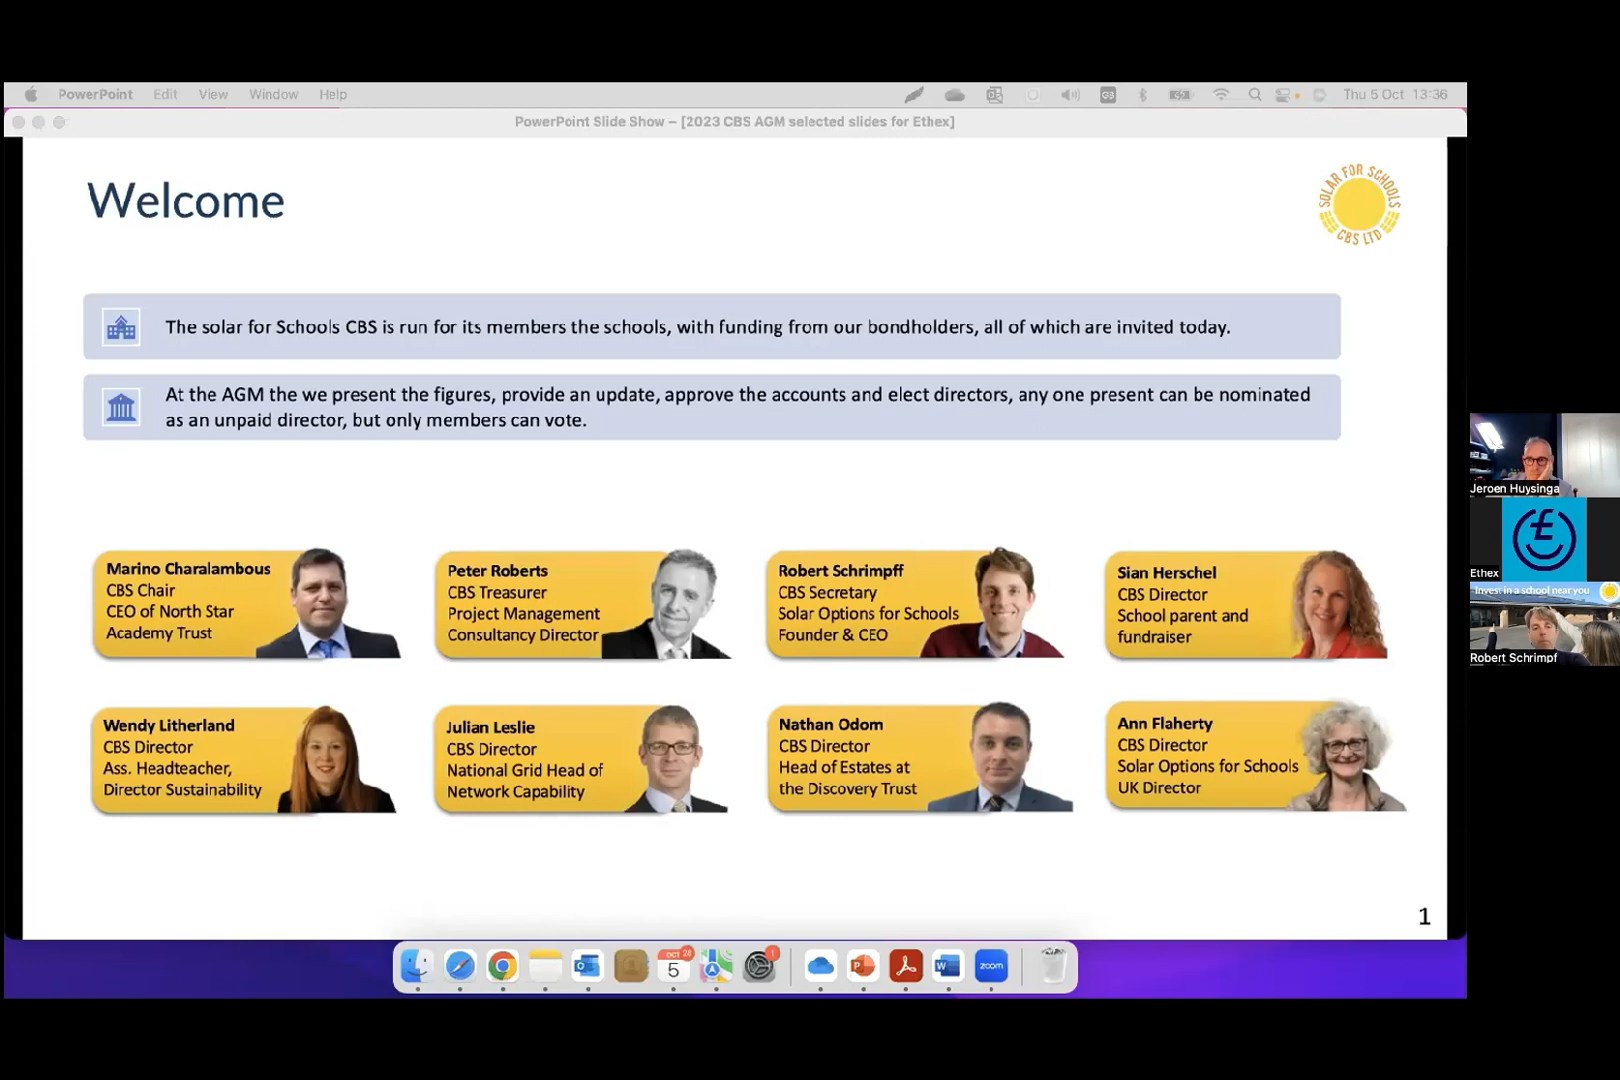 PowerPoint Edit View Window Help
Thu 5 Oct 13:36
PowerPoint Slide Show – [2023 CBS AGM selected slides for Ethex]
Welcome
SOLAR FOR SCHOOLS
CBS LTD
The solar for Schools CBS is run for its members the schools, with funding from our bondholders, all of which are invited today.
At the AGM the we present the figures, provide an update, approve the accounts and elect directors, any one present can be nominated
as an unpaid director, but only members can vote.
Marino Charalambous
CBS Chair
CEO of North Star
Academy Trust
Peter Roberts
CBS Treasurer
Project Management
Consultancy Director
Robert Schrimpff
CBS Secretary
Solar Options for Schools
Founder & CEO
Sian Herschel
CBS Director
School parent and
fundraiser
Wendy Litherland
CBS Director
Ass. Headteacher,
Director Sustainability
Julian Leslie
CBS Director
National Grid Head of
Network Capability
Nathan Odom
CBS Director
Head of Estates at
the Discovery Trust
Ann Flaherty
CBS Director
Solar Options for Schools
UK Director
1
Jeroen Huysinga
Ethex
Invest in a school near you
Robert Schrimpf
OCT
5
1
zoom